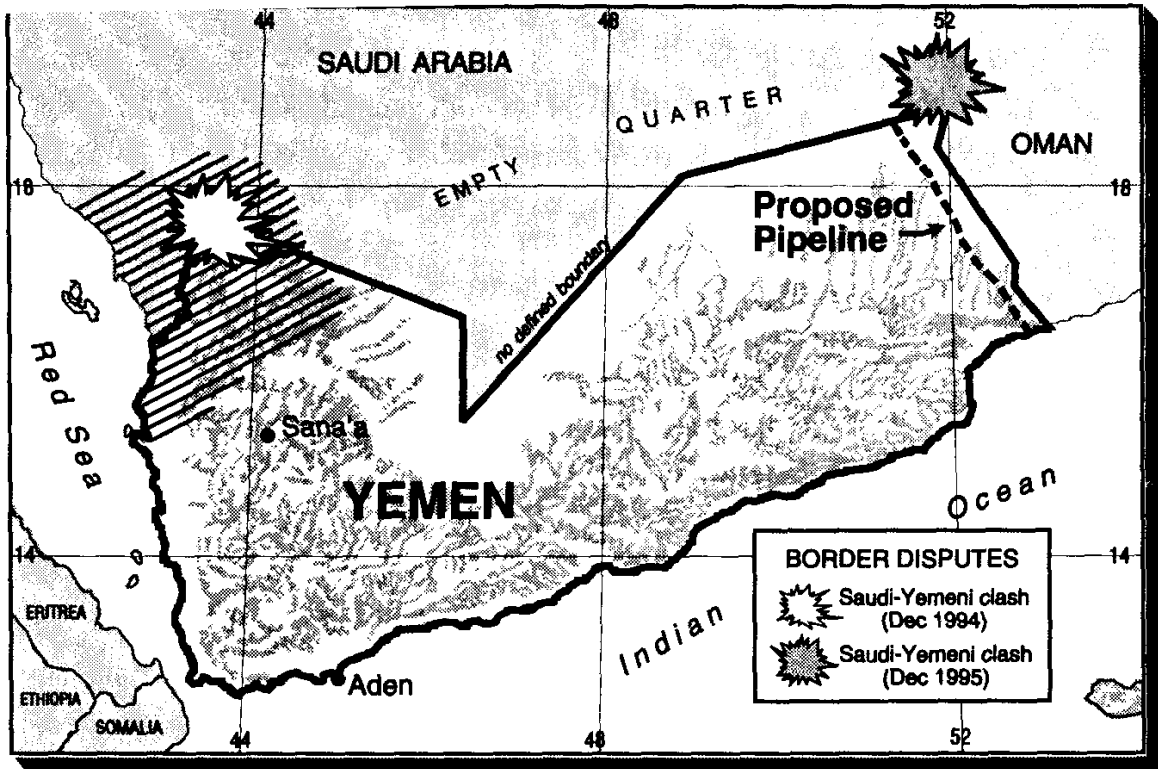 44
48
52
SAUDI ARABIA
EMPTY QUARTER
OMAN
18
18
Proposed
Pipeline
no defined boundary
Red Sea
Sana'a
YEMEN
Indian Ocean
14
14
BORDER DISPUTES
Saudi-Yemeni clash
(Dec 1994)
Saudi-Yemeni clash
(Dec 1995)
ERITREA
ETHIOPIA
SOMALIA
Aden
44
48
52